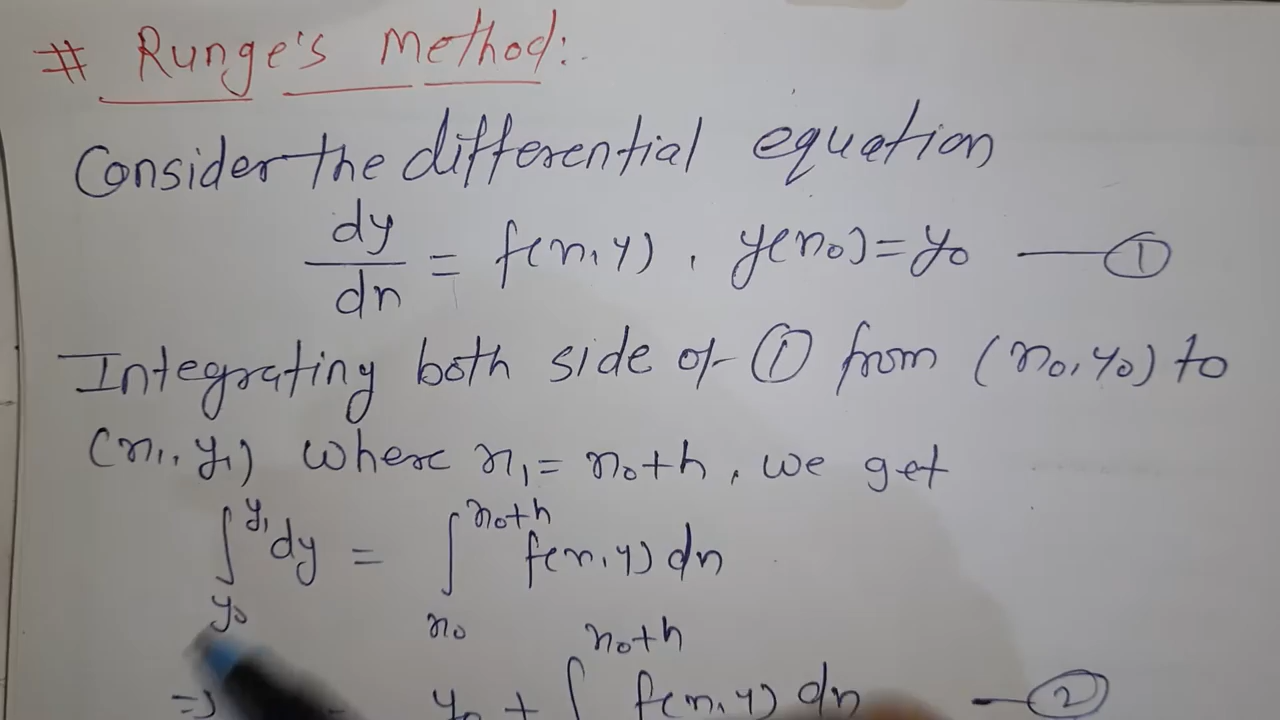 # Runge's Method:
Consider the differential equation
dy/dx = f(x, y), y(x₀) = y₀ —①
Integrating both side of ① from (x₀, y₀) to
(x₁, y₁) where x₁ = x₀+h, we get
∫_{y₀}^{y₁} dy = ∫_{x₀}^{x₀+h} f(x, y) dx
⇒ y₀ + ∫^{x₀+h} f(x, y) dx —②